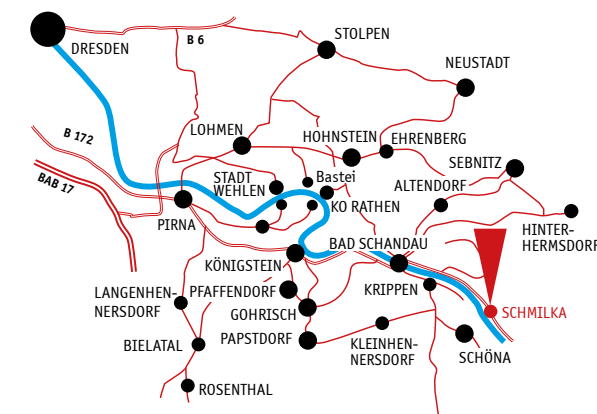 STOLPEN
B 6
DRESDEN
NEUSTADT
B 172
LOHMEN
HOHNSTEIN
EHRENBERG
SEBNITZ
BAB 17
STADT
WEHLEN
Bastei
ALTENDORF
KO RATHEN
PIRNA
HINTER-
HERMSDORF
BAD SCHANDAU
KÖNIGSTEIN
LANGENHEN-
NERSDORF
PFAFFENDORF
KRIPPEN
GOHRISCH
SCHMILKA
PAPSTDORF
BIELATAL
KLEINHEN-
NERSDORF
SCHÖNA
ROSENTHAL